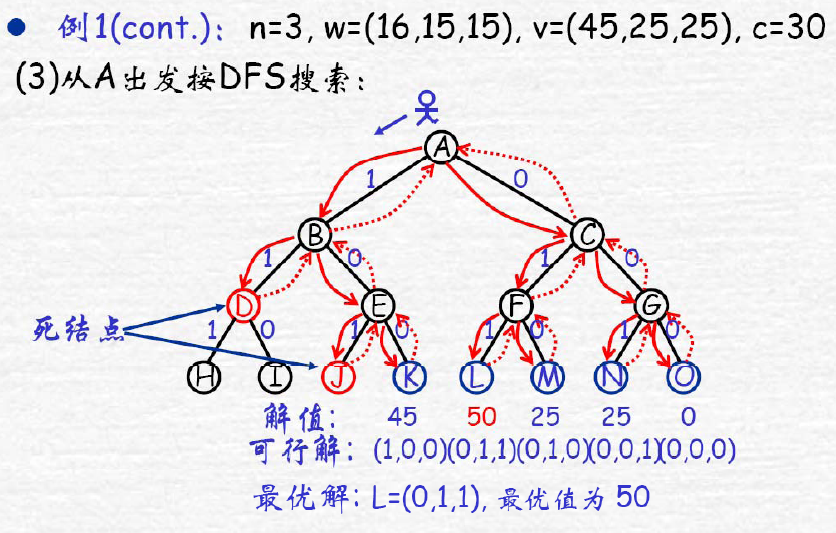 ● 例1(cont.): n=3, w=(16,15,15), v=(45,25,25), c=30
(3)从A出发按DFS搜索:
A
1 0
B C
1 0 1 0
D E F G
死结点
1 0 1 0 1 0 1 0
H I J K L M N O
解值: 45 50 25 25 0
可行解: (1,0,0)(0,1,1)(0,1,0)(0,0,1)(0,0,0)
最优解: L=(0,1,1), 最优值为 50